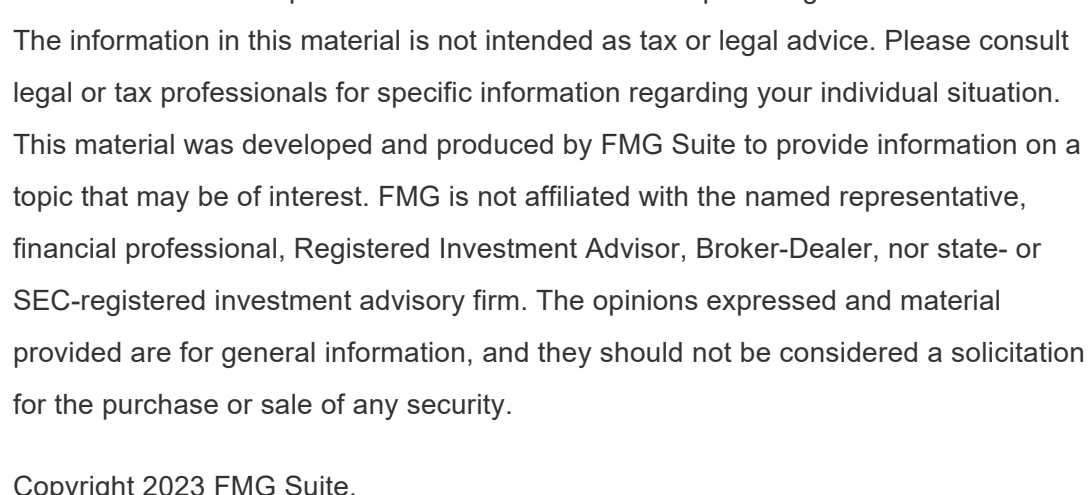 The information in this material is not intended as tax or legal advice. Please consult
legal or tax professionals for specific information regarding your individual situation.
This material was developed and produced by FMG Suite to provide information on a
topic that may be of interest. FMG is not affiliated with the named representative,
financial professional, Registered Investment Advisor, Broker-Dealer, nor state- or
SEC-registered investment advisory firm. The opinions expressed and material
provided are for general information, and they should not be considered a solicitation
for the purchase or sale of any security.
Copyright 2023 FMG Suite.